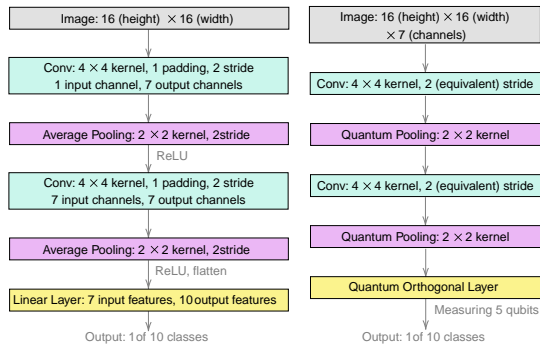 Image: 16 (height) × 16 (width)
Conv: 4 × 4 kernel, 1 padding, 2 stride
1 input channel, 7 output channels
Average Pooling: 2 × 2 kernel, 2stride
ReLU
Conv: 4 × 4 kernel, 1 padding, 2 stride
7 input channels, 7 output channels
Average Pooling: 2 × 2 kernel, 2stride
ReLU, flatten
Linear Layer: 7 input features, 10 output features
Output: 1 of 10 classes
Image: 16 (height) × 16 (width)
× 7 (channels)
Conv: 4 × 4 kernel, 2 (equivalent) stride
Quantum Pooling: 2 × 2 kernel
Conv: 4 × 4 kernel, 2 (equivalent) stride
Quantum Pooling: 2 × 2 kernel
Quantum Orthogonal Layer
Measuring 5 qubits
Output: 1 of 10 classes